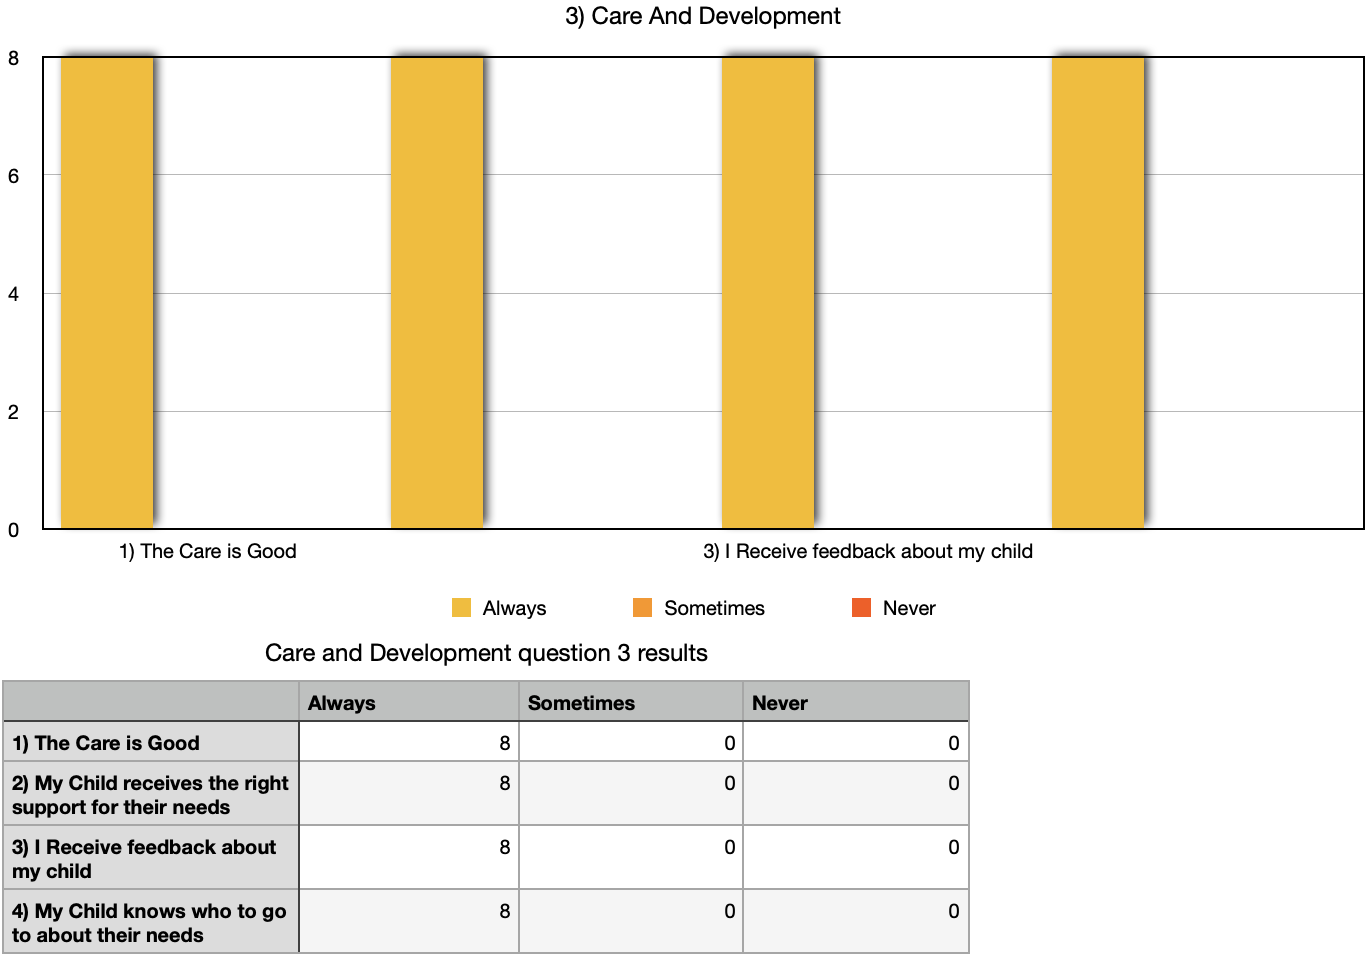 3) Care And Development
8
6
4
2
0
1) The Care is Good
3) I Receive feedback about my child
Always Sometimes Never
Care and Development question 3 results
Always Sometimes Never
1) The Care is Good 8 0 0
2) My Child receives the right 8 0 0
support for their needs
3) I Receive feedback about 8 0 0
my child
4) My Child knows who to go 8 0 0
to about their needs